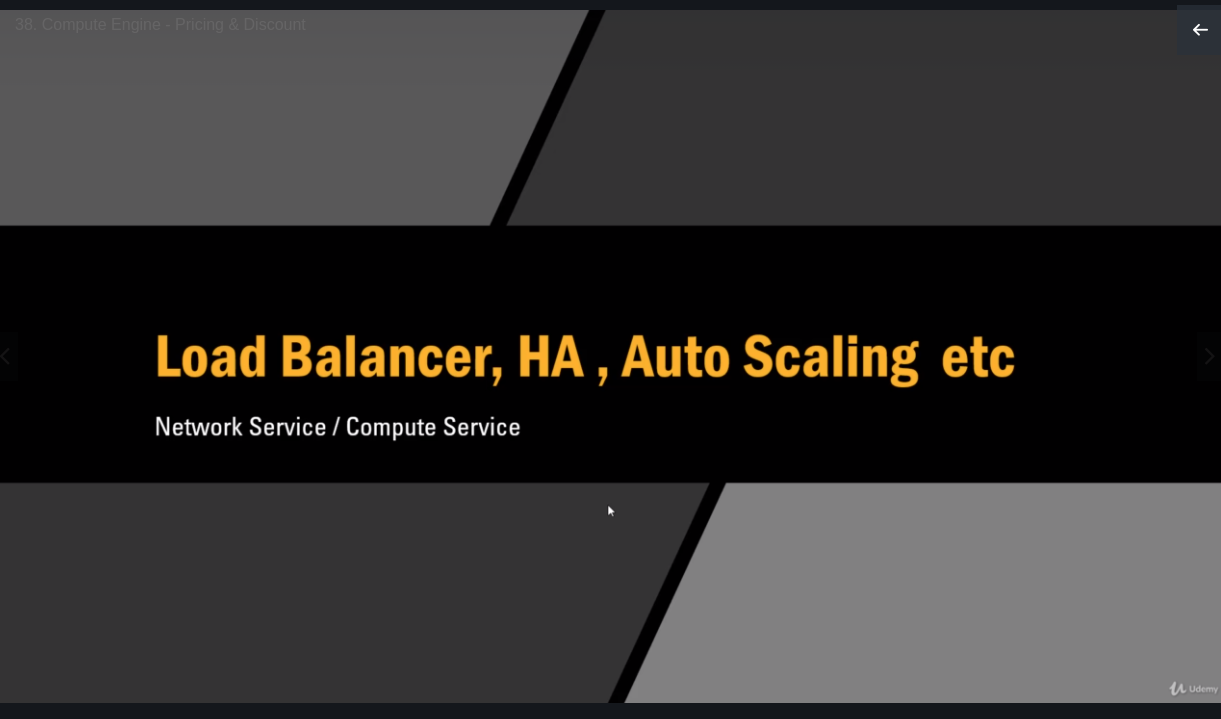 38. Compute Engine - Pricing & Discount
Load Balancer, HA , Auto Scaling etc
Network Service / Compute Service
Udemy